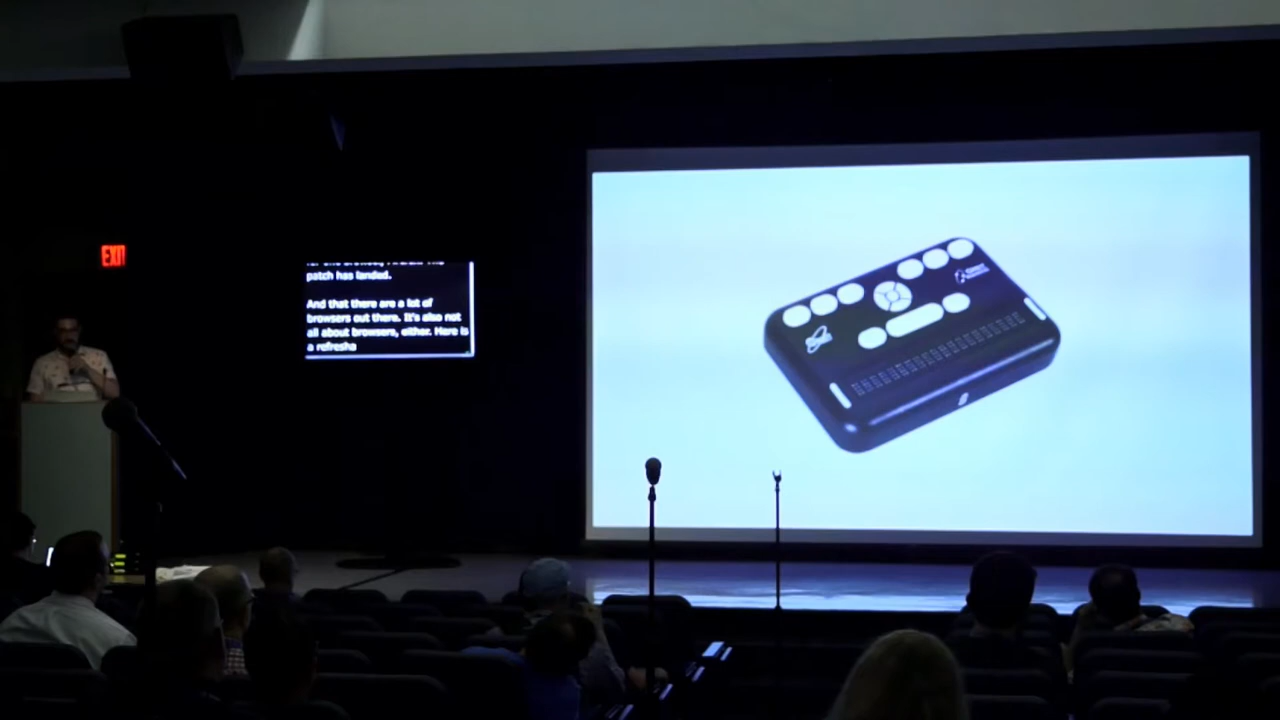 EXIT
patch has landed.
And that there are a lot of
browsers out there. It's also not
all about browsers, either. Here is
a refresha